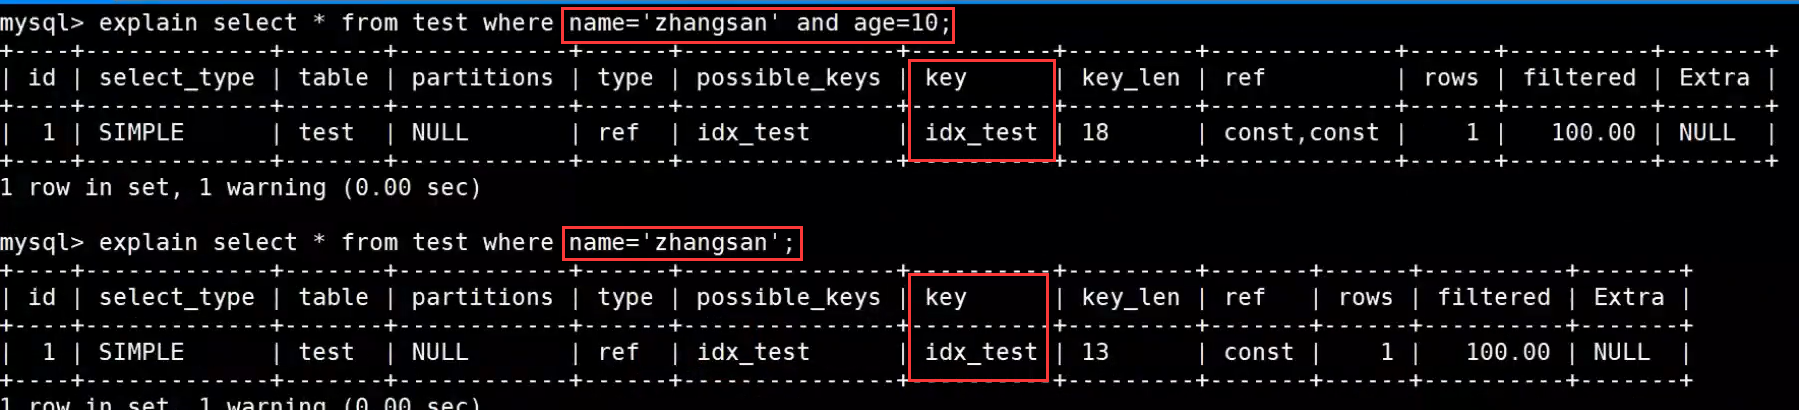 mysql> explain select * from test where name='zhangsan' and age=10;
+----+-------------+-------+------------+------+---------------+----------+---------+-------------+------+----------+-------+
| id | select_type | table | partitions | type | possible_keys | key      | key_len | ref         | rows | filtered | Extra |
+----+-------------+-------+------------+------+---------------+----------+---------+-------------+------+----------+-------+
| 1 | SIMPLE      | test  | NULL       | ref  | idx_test      | idx_test | 18      | const,const |    1 |   100.00 | NULL  |
+----+-------------+-------+------------+------+---------------+----------+---------+-------------+------+----------+-------+
1 row in set, 1 warning (0.00 sec)
mysql> explain select * from test where name='zhangsan';
+----+-------------+-------+------------+------+---------------+----------+---------+-------+------+----------+-------+
| id | select_type | table | partitions | type | possible_keys | key      | key_len | ref   | rows | filtered | Extra |
+----+-------------+-------+------------+------+---------------+----------+---------+-------+------+----------+-------+
| 1 | SIMPLE      | test  | NULL       | ref  | idx_test      | idx_test | 13      | const |    1 |   100.00 | NULL  |
+----+-------------+-------+------------+------+---------------+----------+---------+-------+------+----------+-------+
1 row in set, 1 warning (0.00 sec)